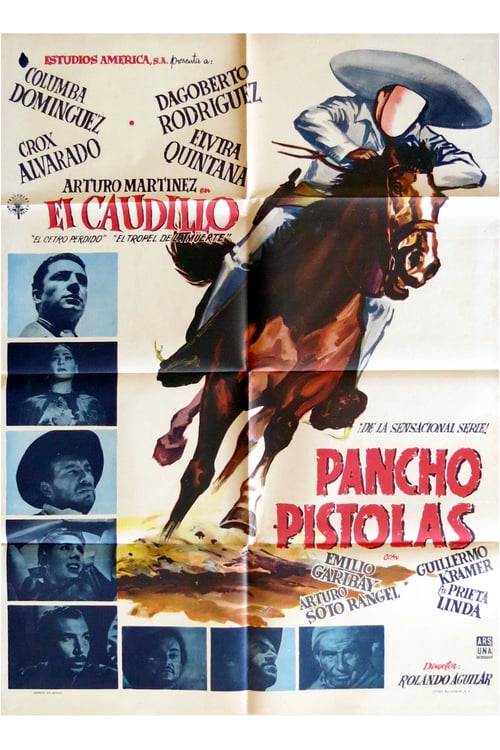 ESTUDIOS AMÉRICA, S.A. presenta a:
COLUMBA DOMINGUEZ
DAGOBERTO RODRIGUEZ
CROX ALVARADO
ELVIRA QUINTANA
ARTURO MARTINEZ en
El CAUDILLO
"EL CETRO PERDIDO" "EL TROPEL DE LA MUERTE"
¡DE LA SENSACIONAL SERIE!
PANCHO
PISTOLAS
con
EMILIO GARIBAY
GUILLERMO KRAMER
ARTURO SOTO RANGEL
La PRIETA LINDA
ARS
UNA
Director:
ROLANDO AGUILAR